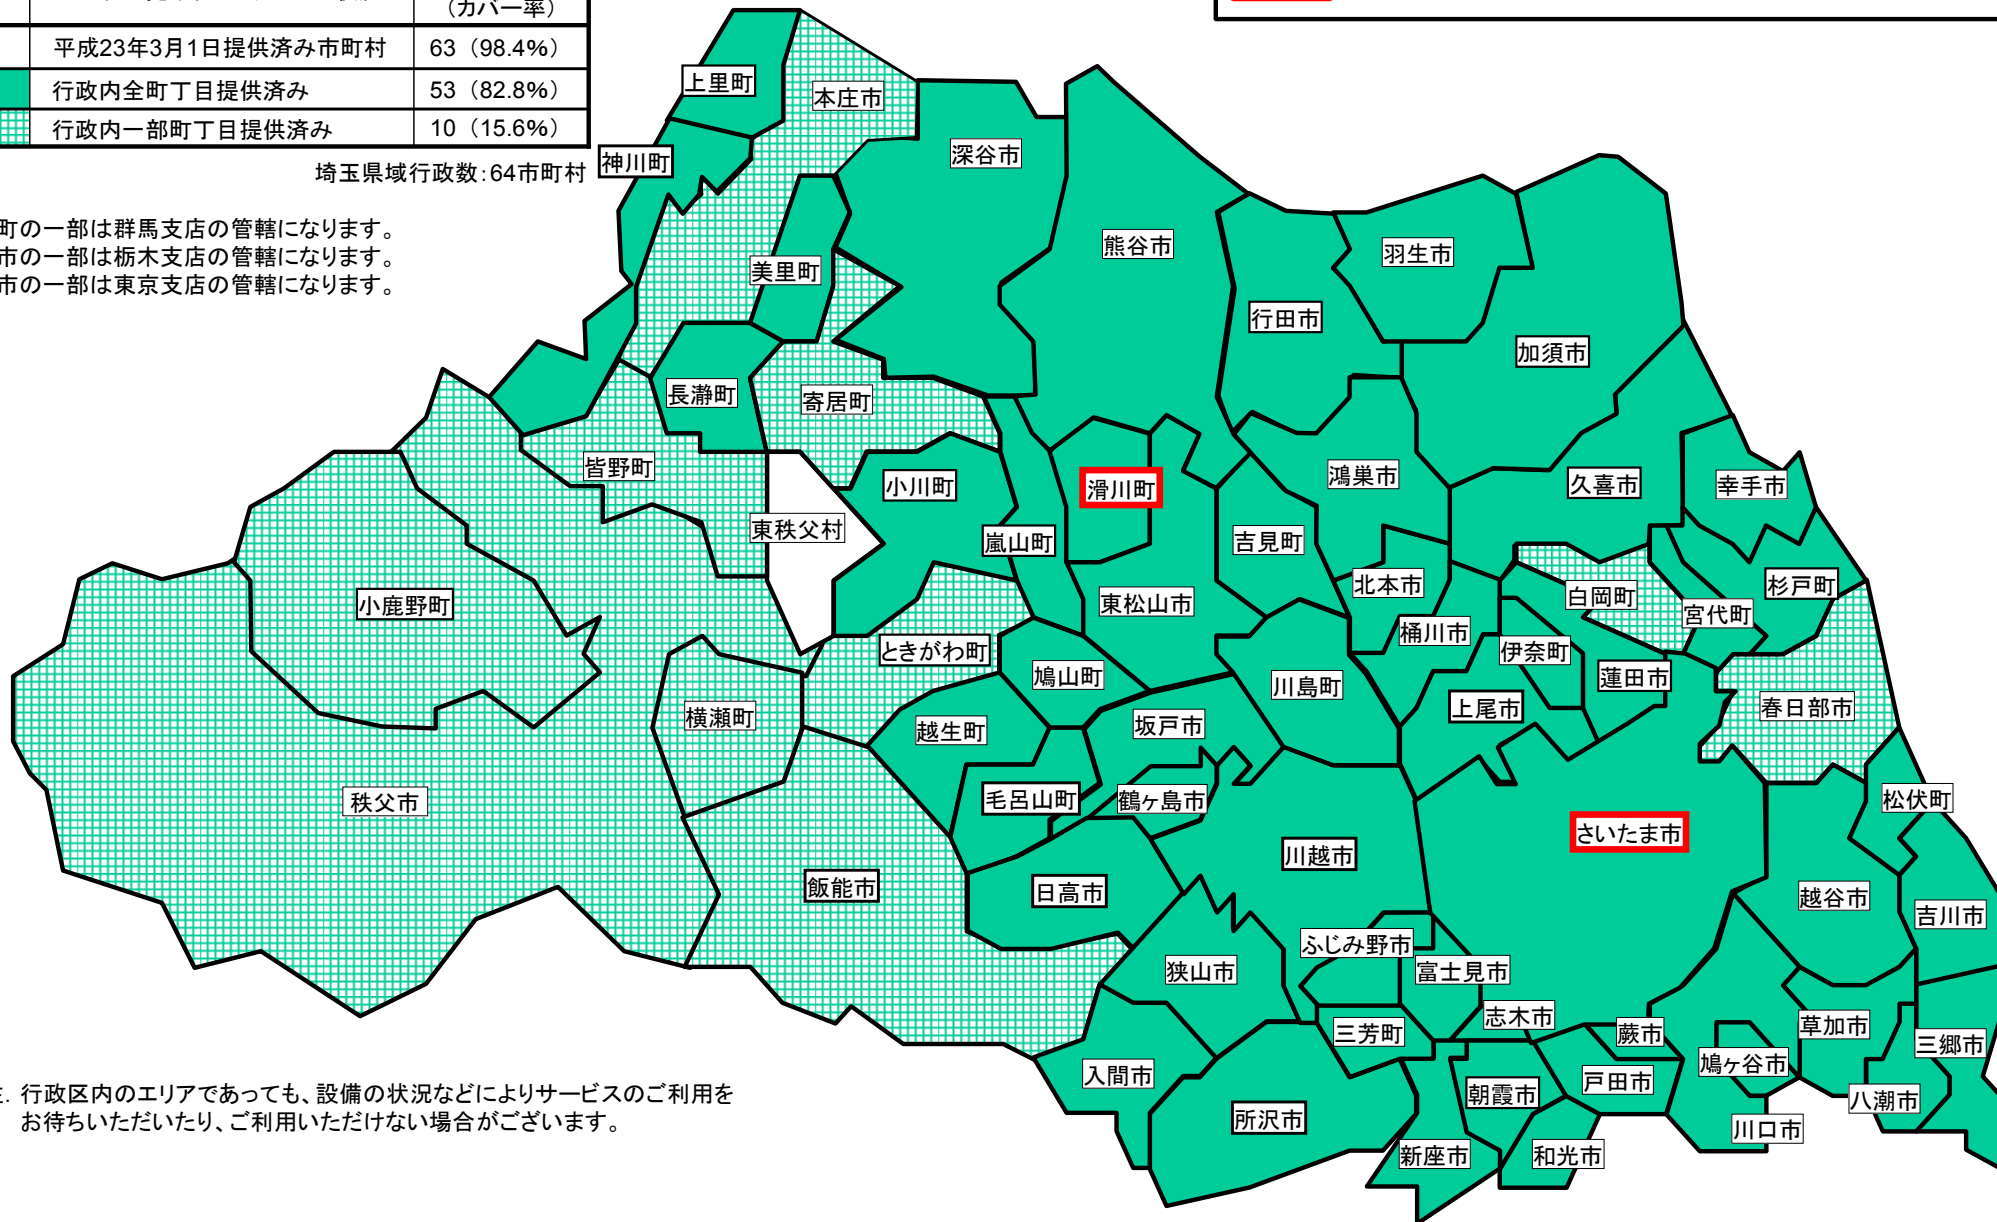 （カバー率）
平成23年3月1日提供済み市町村 63（98.4%）
行政内全町丁目提供済み 53（82.8%）
行政内一部町丁目提供済み 10（15.6%）
埼玉県域行政数：64市町村
町の一部は群馬支店の管轄になります。
市の一部は栃木支店の管轄になります。
市の一部は東京支店の管轄になります。
上里町
本庄市
神川町
深谷市
熊谷市
美里町
羽生市
行田市
加須市
長瀞町
寄居町
皆野町
小川町
滑川町
鴻巣市
久喜市
幸手市
東秩父村
嵐山町
吉見町
北本市
小鹿野町
東松山市
白岡町
杉戸町
宮代町
桶川市
ときがわ町
伊奈町
鳩山町
川島町
蓮田市
横瀬町
上尾市
春日部市
越生町
坂戸市
秩父市
毛呂山町
鶴ヶ島市
松伏町
さいたま市
川越市
飯能市
日高市
越谷市
吉川市
ふじみ野市
狭山市
富士見市
志木市
三芳町
蕨市
草加市
三郷市
鳩ヶ谷市
入間市
戸田市
朝霞市
八潮市
所沢市
川口市
新座市
和光市
. 行政区内のエリアであっても、設備の状況などによりサービスのご利用を
お待ちいただいたり、ご利用いただけない場合がございます。